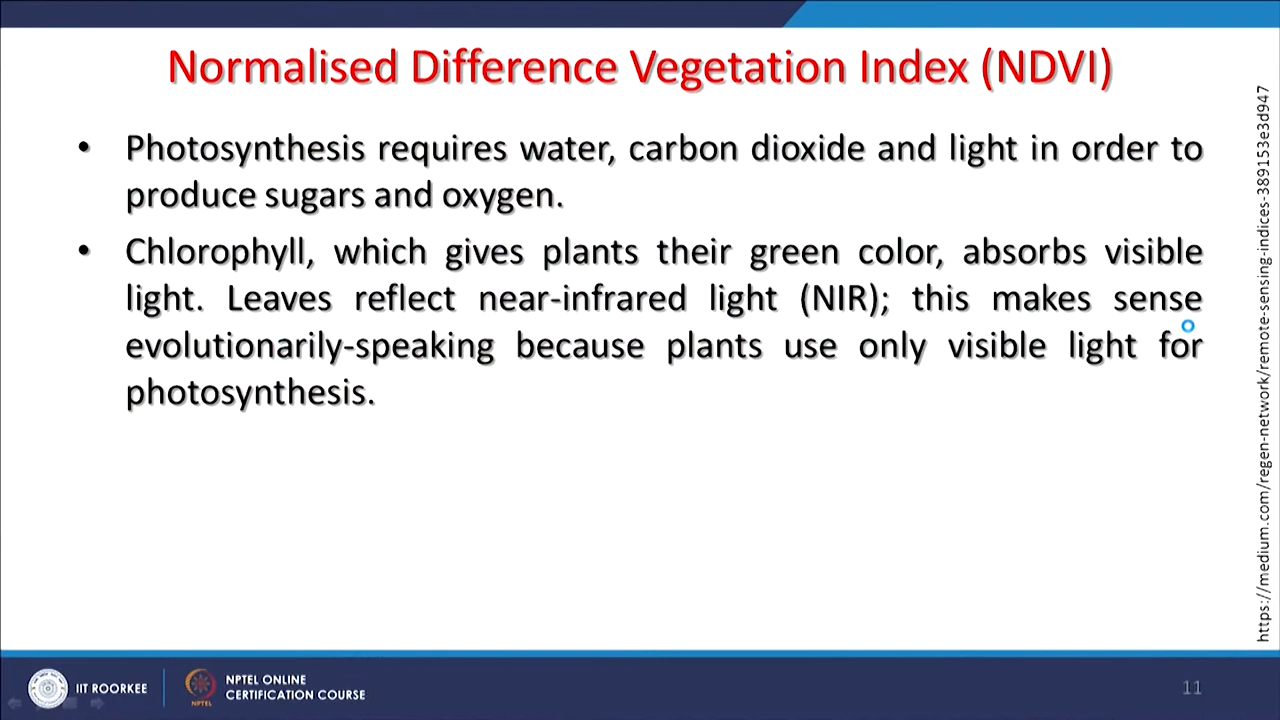 Normalised Difference Vegetation Index (NDVI)
• Photosynthesis requires water, carbon dioxide and light in order to
produce sugars and oxygen.
• Chlorophyll, which gives plants their green color, absorbs visible
light. Leaves reflect near-infrared light (NIR); this makes sense
evolutionarily-speaking because plants use only visible light for
photosynthesis.
https://medium.com/regen-network/remote-sensing-indices-389153e3d947
IIT ROORKEE
NPTEL
NPTEL ONLINE
CERTIFICATION COURSE
11